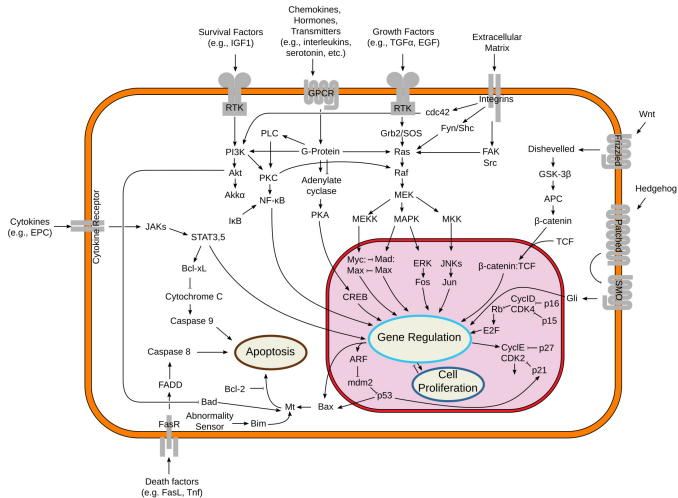 Survival Factors
(e.g., IGF1)
Chemokines,
Hormones,
Transmitters
(e.g., interleukins,
serotonin, etc.)
Growth Factors
(e.g., TGFα, EGF)
Extracellular
Matrix
RTK
GPCR
RTK
Integrins
cdc42
Wnt
PLC
Grb2/SOS
Fyn/Shc
Frizzled
PI3K
G-Protein
Ras
FAK
Src
Dishevelled
Akt
PKC
Adenylate
cyclase
Raf
GSK-3β
Akkα
NF-κB
MEK
APC
Hedgehog
IκB
PKA
MEKK
MAPK
MKK
β-catenin
TCF
Patched
Cytokines
(e.g., EPC)
Cytokine Receptor
JAKs
STAT3,5
Bcl-xL
Cytochrome C
Caspase 9
Myc:
Mad:
Max
Max
ERK
Fos
JNKs
Jun
β-catenin:TCF
SMO
Gli
CREB
CycID
p16
Rb
CDK4
p15
E2F
Gene Regulation
CycIE
p27
CDK2
p21
Caspase 8
Apoptosis
ARF
mdm2
Cell
Proliferation
FADD
Bcl-2
p53
Bad
Mt
Bax
FasR
Abnormality
Sensor
Bim
Death factors
(e.g. FasL, Tnf)